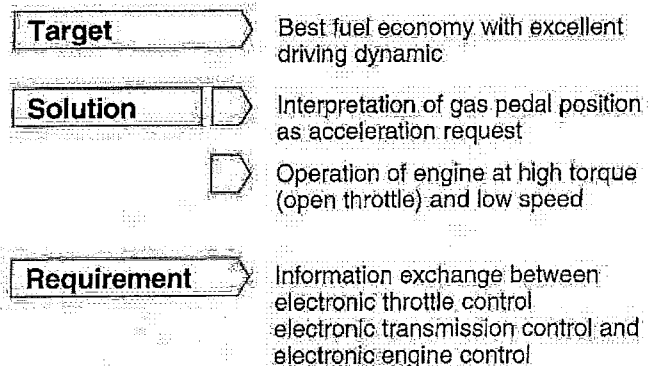 Target
Best fuel economy with excellent
driving dynamic
Solution
Interpretation of gas pedal position
as acceleration request
Operation of engine at high torque
(open throttle) and low speed
Requirement
Information exchange between
electronic throttle control
electronic transmission control and
electronic engine control